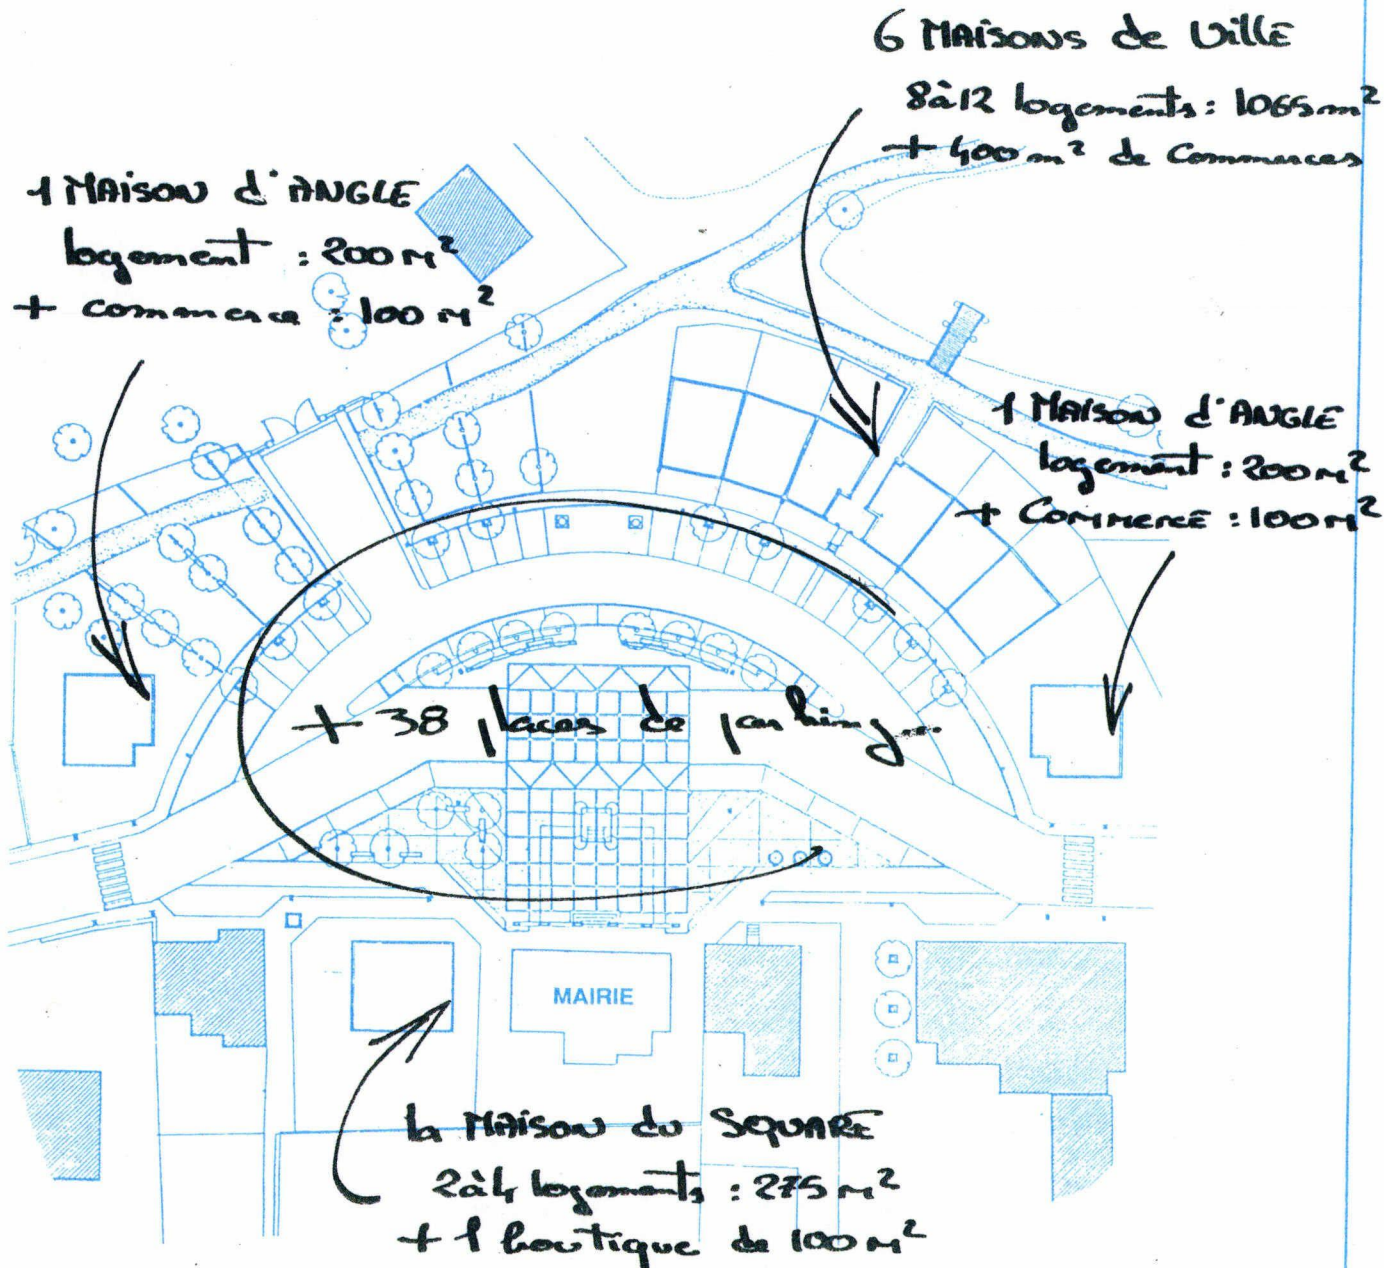 6 MAiSONS de VillE
8 à 12 logements : 1065 m²
+ 400 m² de Commerces
1 MAiSON d'ANGLE
logement : 200 m²
+ commerce : 100 m²
1 MAiSON d'ANGLE
logement : 200 m²
+ COMMERCE : 100 m²
+ 38 places de parking...
MAIRIE
la MAiSON du SQUARE
2 à 4 logements : 275 m²
+ 1 boutique de 100 m²